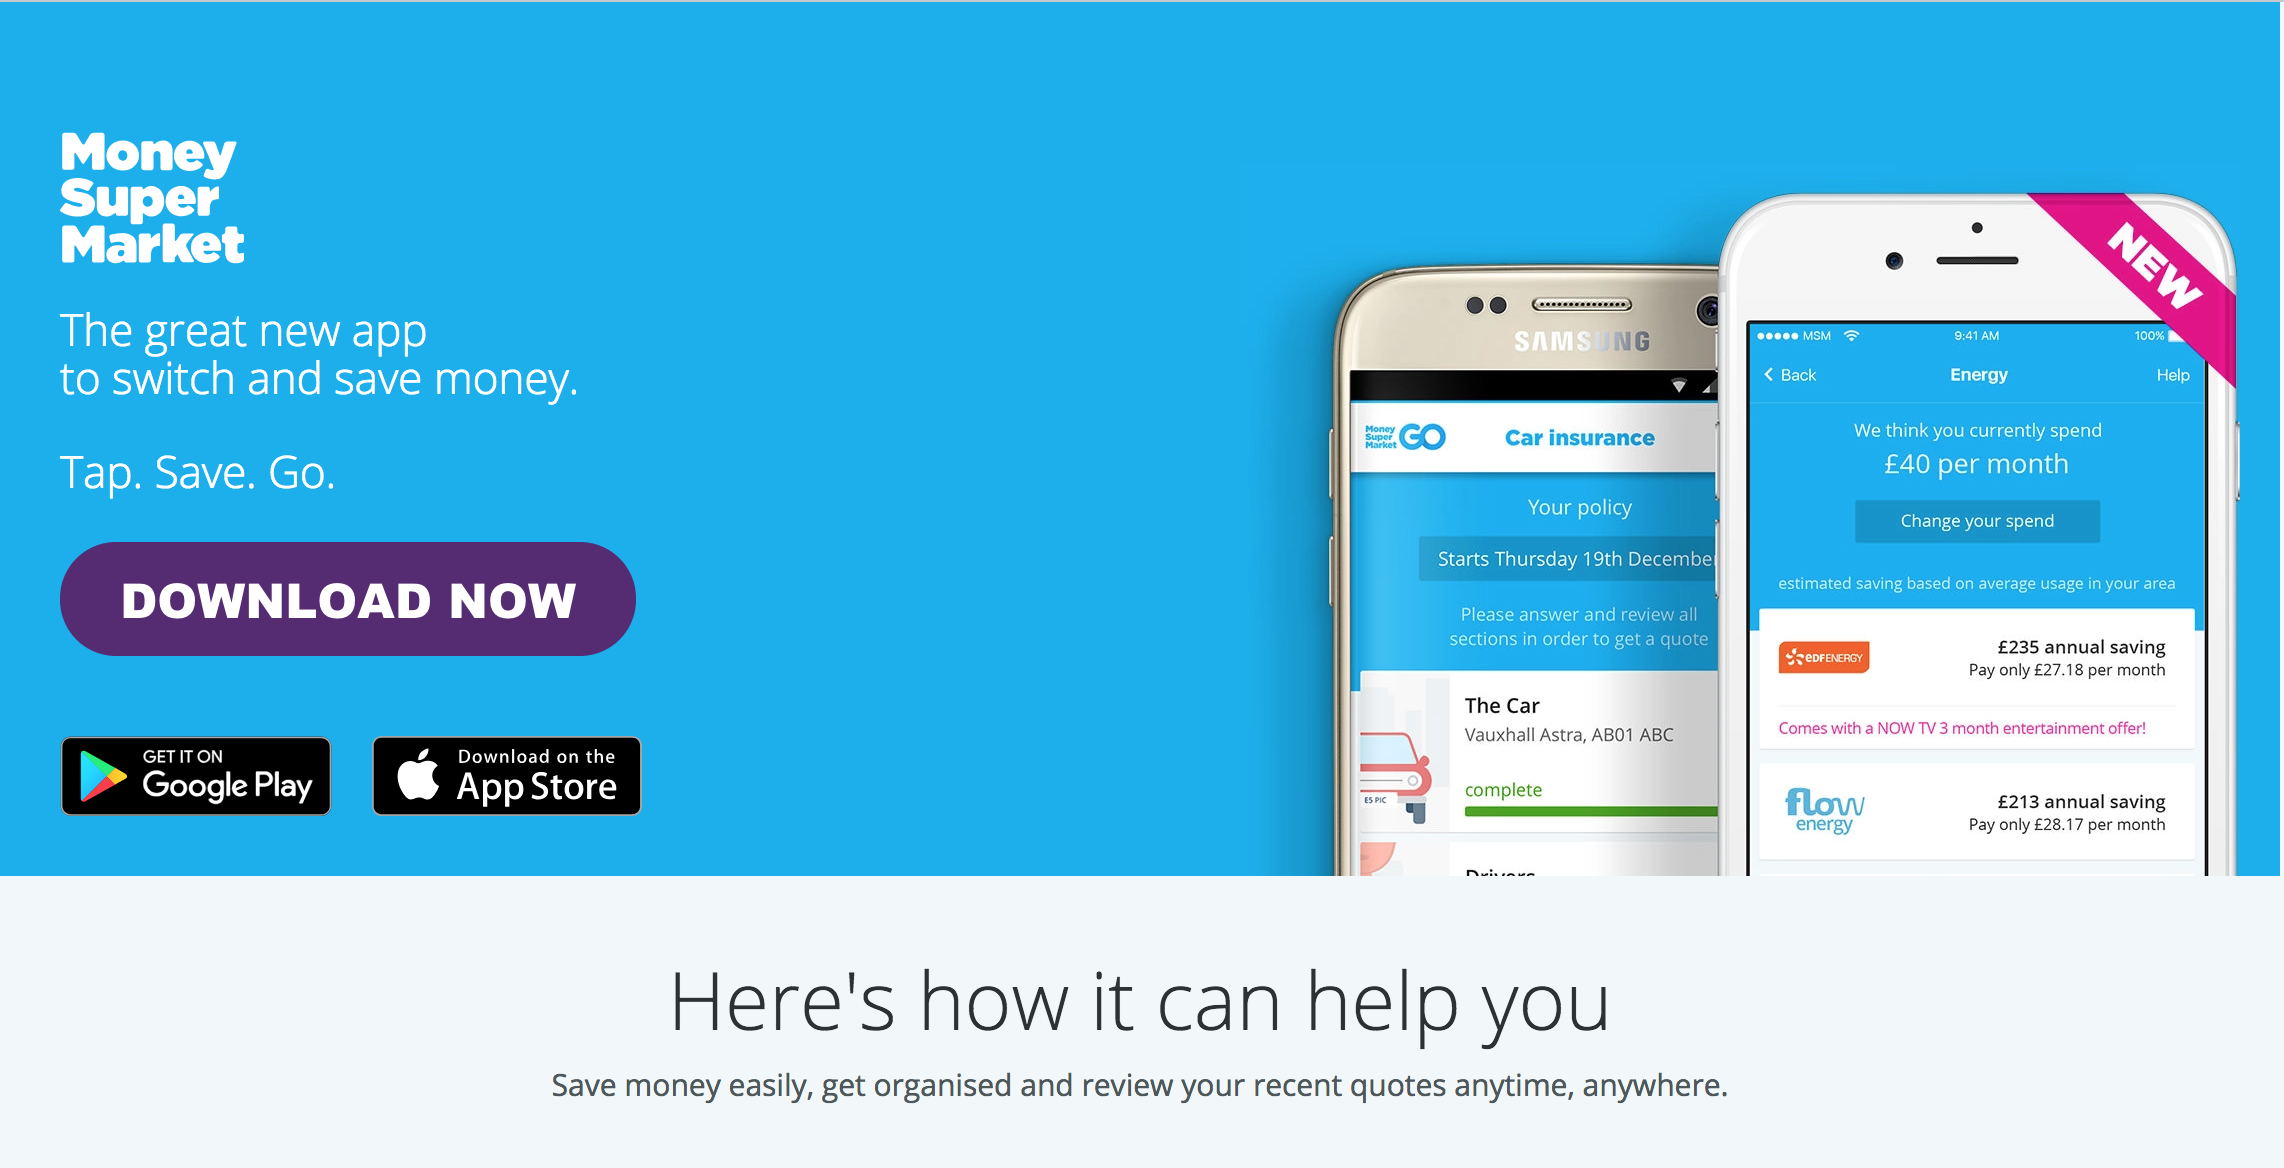 Money
Super
Market
The great new app
to switch and save money.
Tap. Save. Go.
DOWNLOAD NOW
GET IT ON
Google Play
Download on the
App Store
SAMSUNG
Money
Super
Market
GO
Car insurance
Your policy
Starts Thursday 19th December
Please answer and review all
sections in order to get a quote
The Car
Vauxhall Astra, AB01 ABC
complete
E5 PIC
Drivers
NEW
MSM
9:41 AM
100%
Back
Energy
Help
We think you currently spend
£40 per month
Change your spend
estimated saving based on average usage in your area
eDFENERGY
£235 annual saving
Pay only £27.18 per month
Comes with a NOW TV 3 month entertainment offer!
flow
energy
£213 annual saving
Pay only £28.17 per month
Here's how it can help you
Save money easily, get organised and review your recent quotes anytime, anywhere.